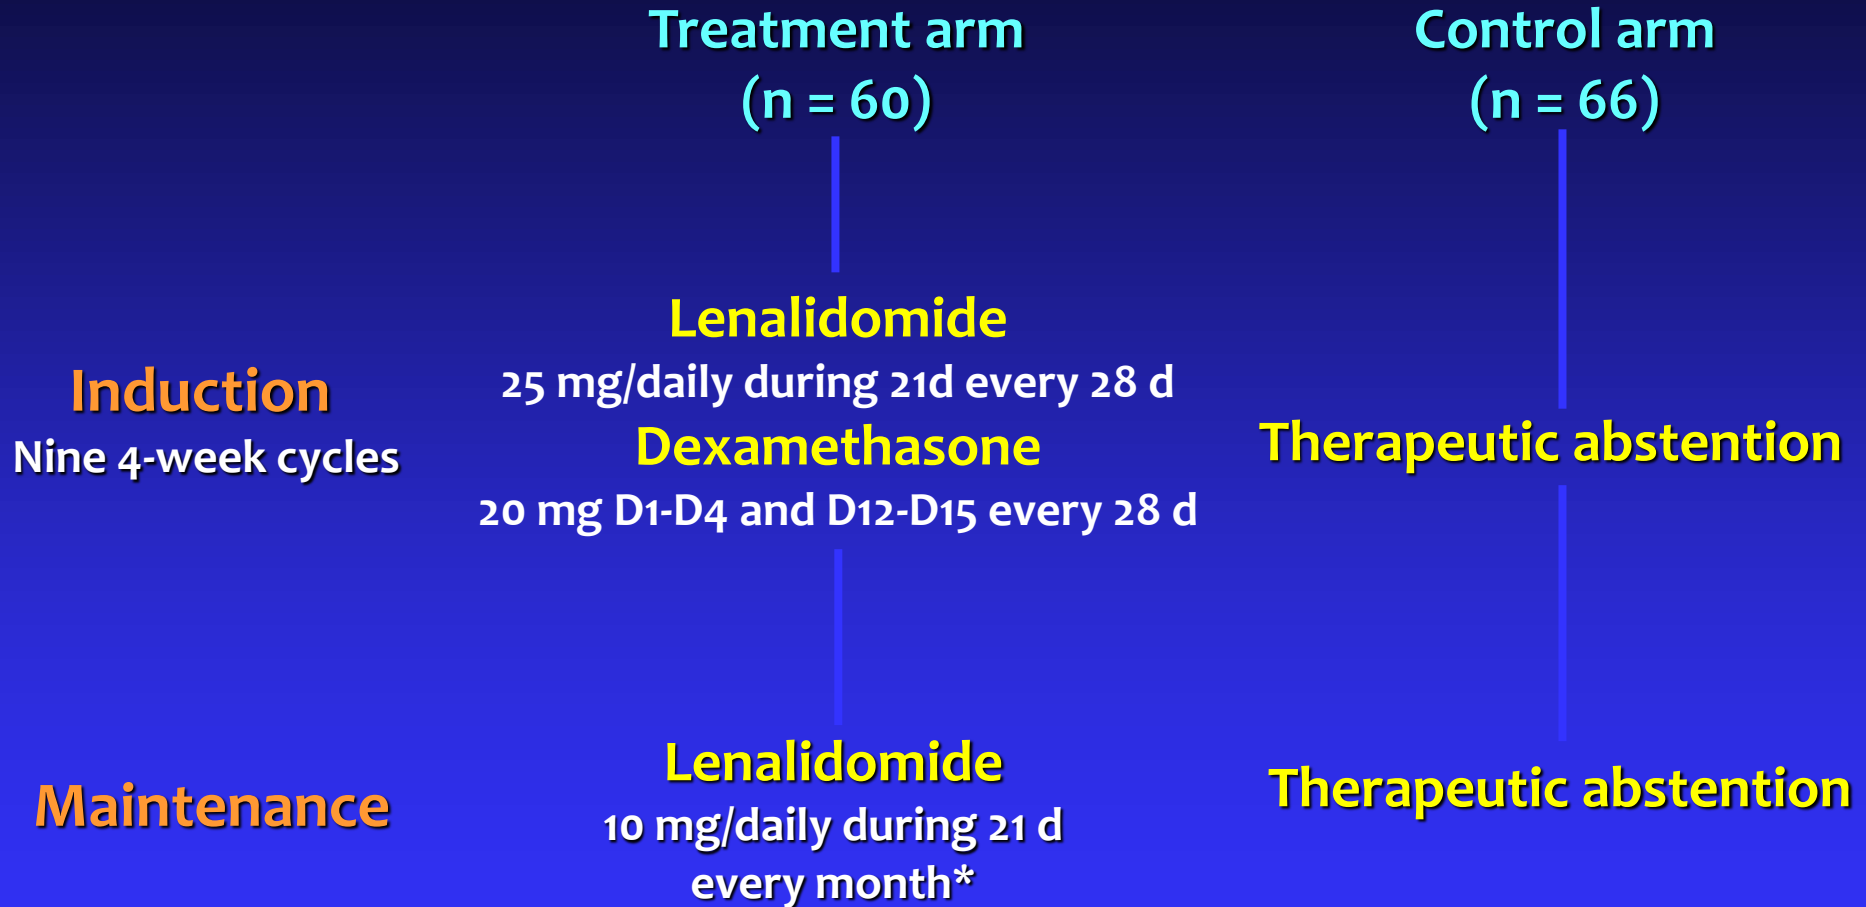 Treatment arm
(n = 60)
Control arm
(n = 66)
Induction
Nine 4-week cycles
Lenalidomide
25 mg/daily during 21d every 28 d
Dexamethasone
20 mg D1-D4 and D12-D15 every 28 d
Therapeutic abstention
Maintenance
Lenalidomide
10 mg/daily during 21 d
every month*
Therapeutic abstention